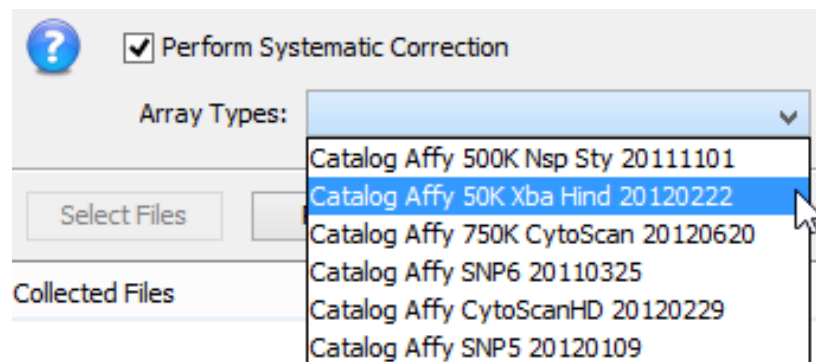 Perform Systematic Correction
Array Types:
Catalog Affy 500K Nsp Sty 20111101
Catalog Affy 50K Xba Hind 20120222
Catalog Affy 750K CytoScan 20120620
Catalog Affy SNP6 20110325
Catalog Affy CytoScanHD 20120229
Catalog Affy SNP5 20120109
Select Files
Collected Files